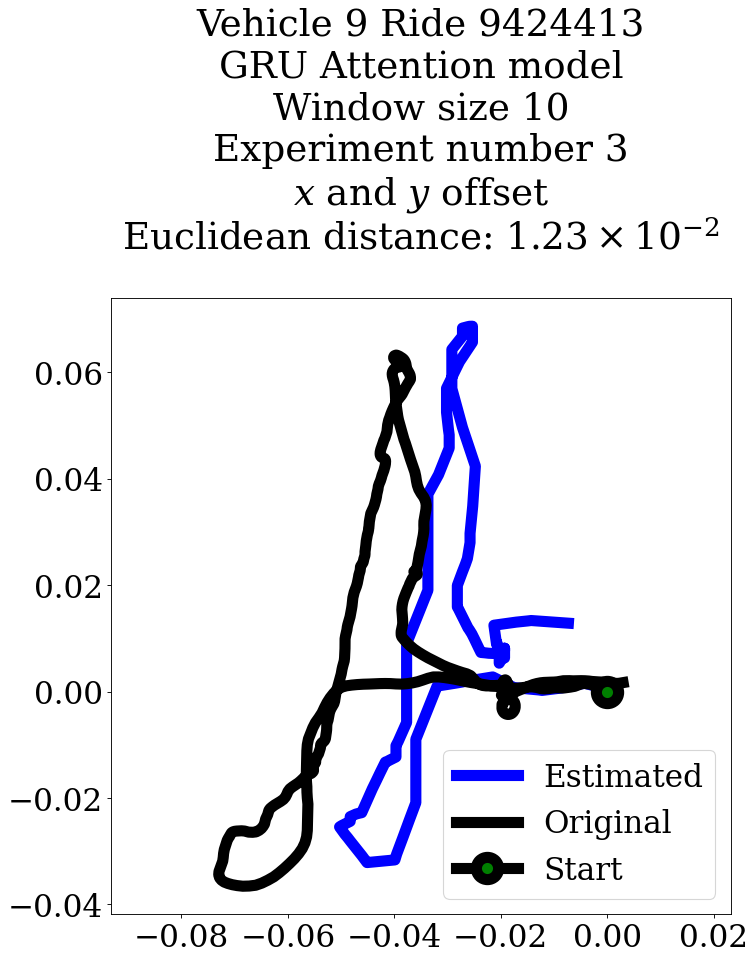 Vehicle 9 Ride 9424413
GRU Attention model
Window size 10
Experiment number 3
x and y offset
Euclidean distance: 1.23 × 10⁻²
0.06
0.04
0.02
0.00
−0.02
−0.04
Estimated
Original
Start
−0.08 −0.06 −0.04 −0.02 0.00 0.02